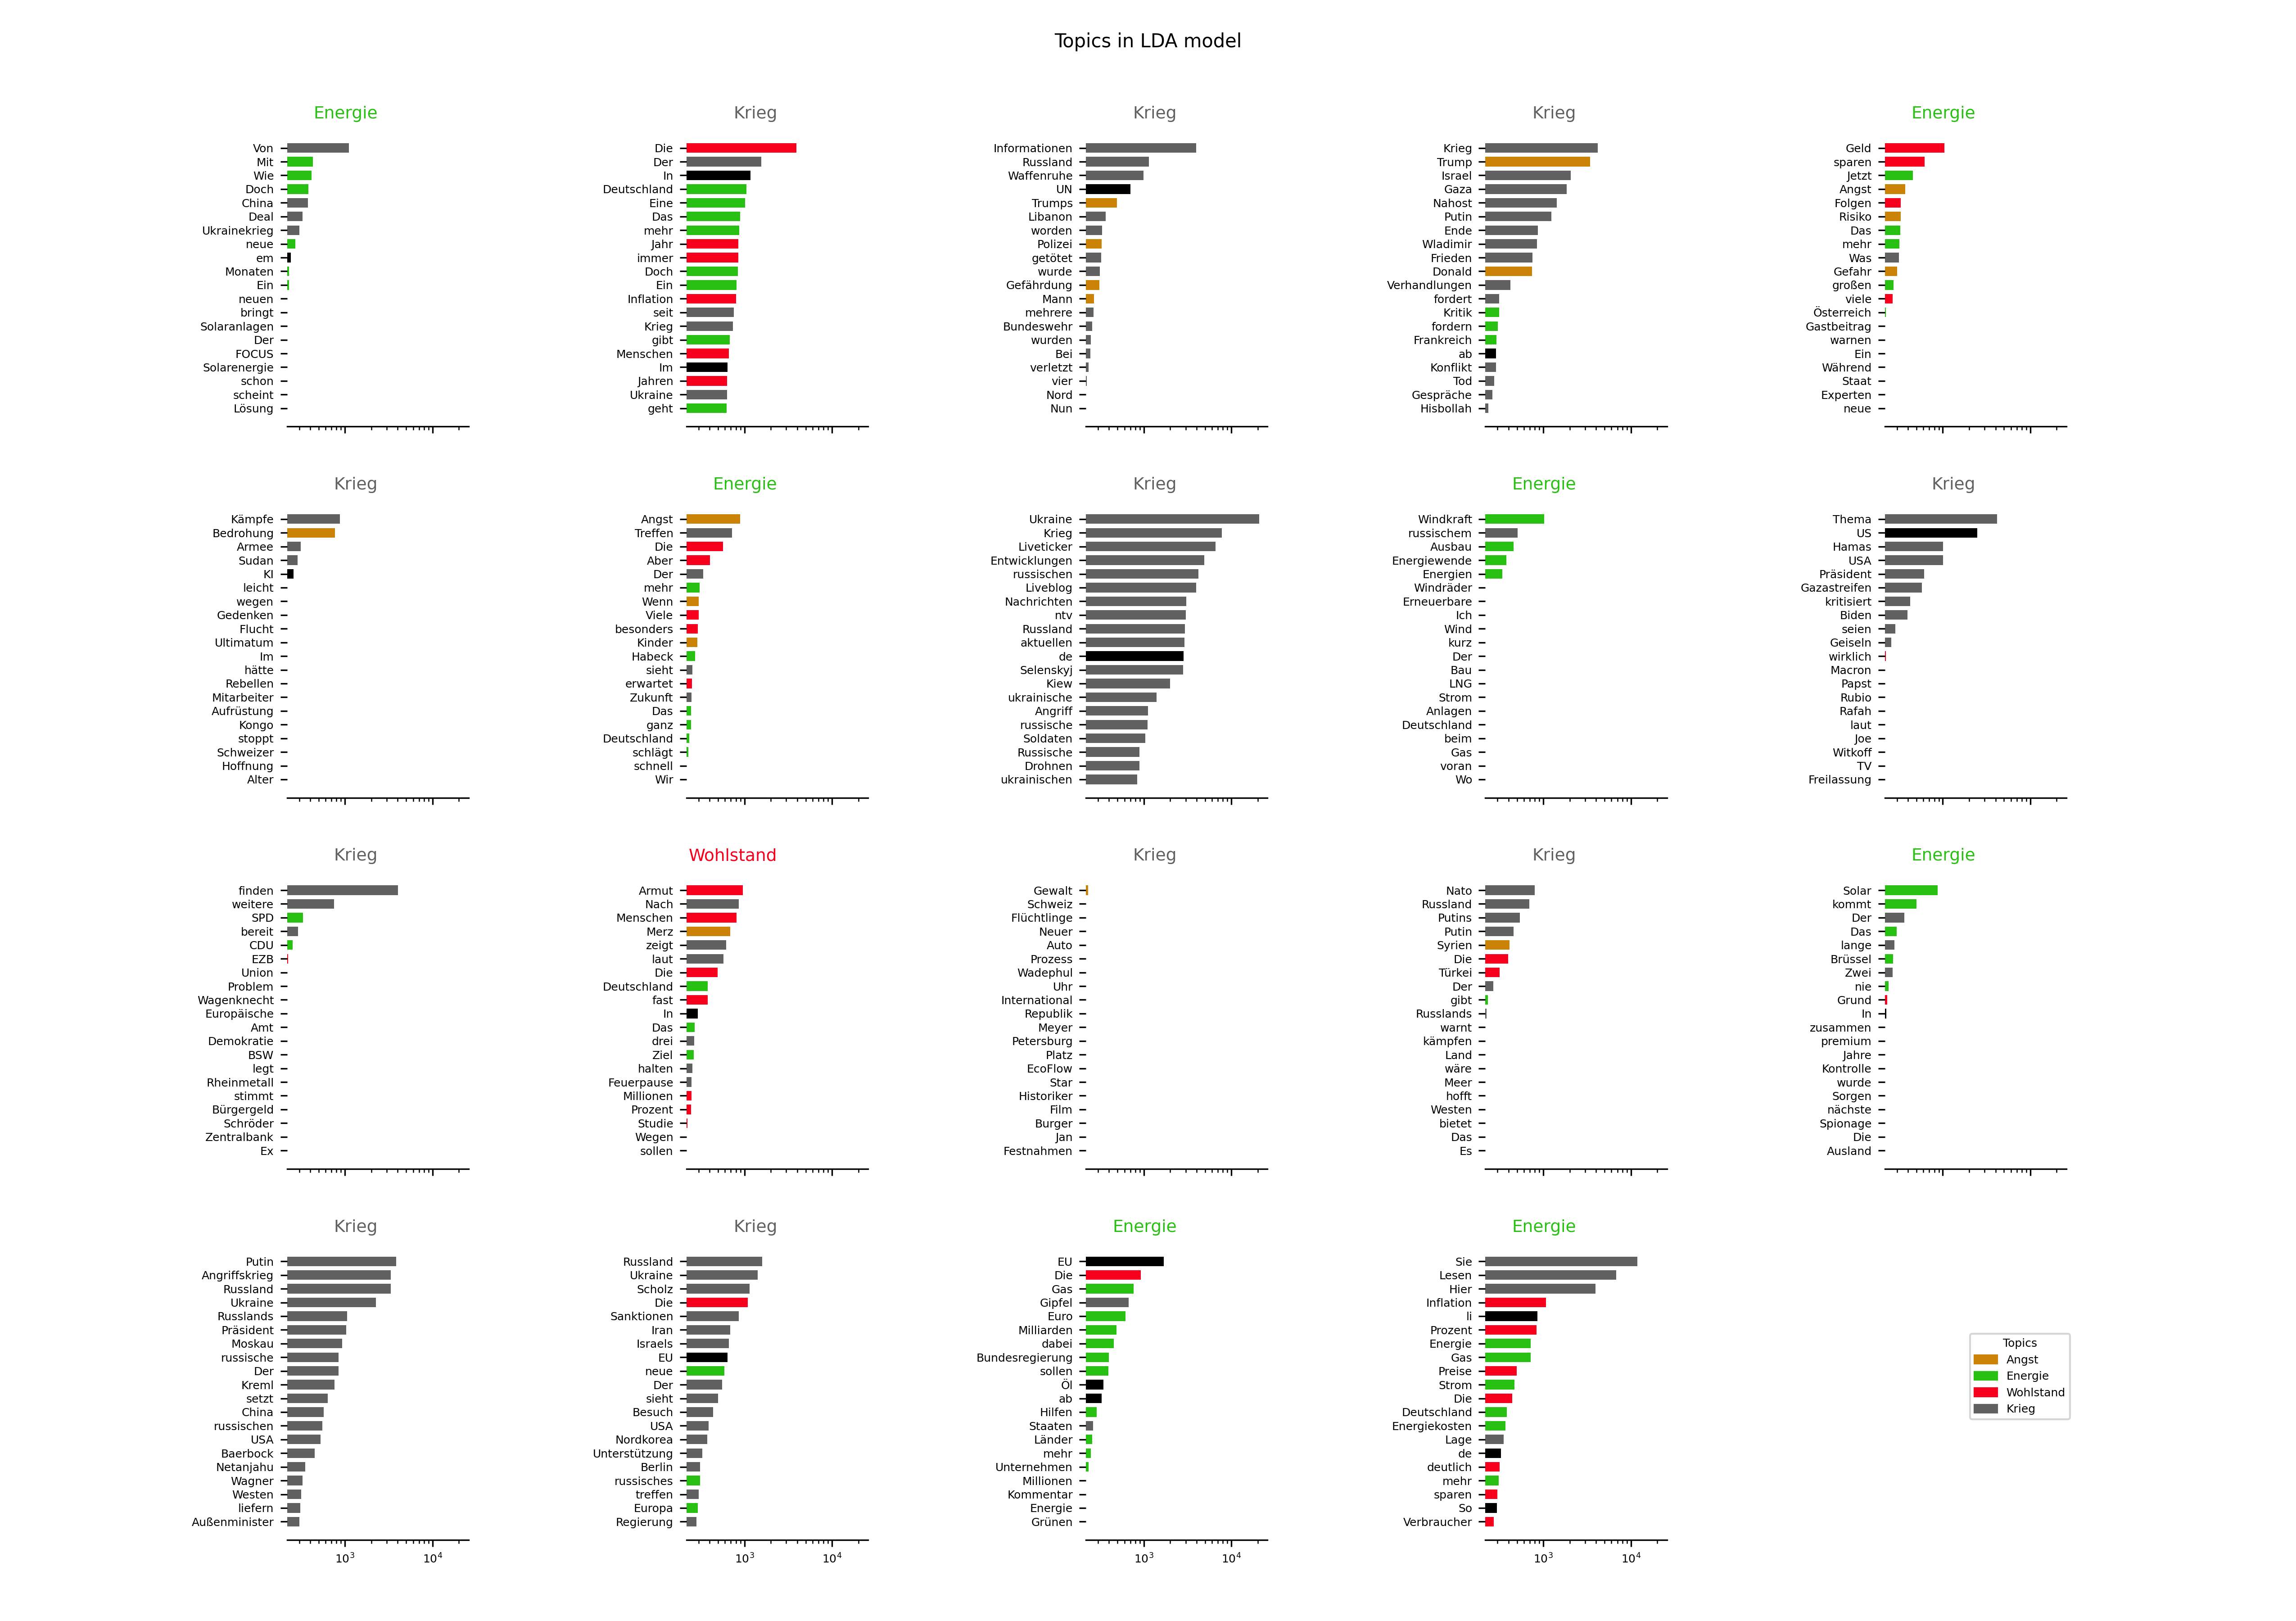 Topics in LDA model
Energie
Von
Mit
Wie
Doch
China
Deal
Ukrainekrieg
neue
em
Monaten
Ein
neuen
bringt
Solaranlagen
Der
FOCUS
Solarenergie
schon
scheint
Lösung
Krieg
Die
Der
In
Deutschland
Eine
Das
mehr
Jahr
immer
Doch
Ein
Inflation
seit
Krieg
gibt
Menschen
Im
Jahren
Ukraine
geht
Krieg
Informationen
Russland
Waffenruhe
UN
Trumps
Libanon
worden
Polizei
getötet
wurde
Gefährdung
Mann
mehrere
Bundeswehr
wurden
Bei
verletzt
vier
Nord
Nun
Krieg
Krieg
Trump
Israel
Gaza
Nahost
Putin
Ende
Wladimir
Frieden
Donald
Verhandlungen
fordert
Kritik
fordern
Frankreich
ab
Konflikt
Tod
Gespräche
Hisbollah
Energie
Geld
sparen
Jetzt
Angst
Folgen
Risiko
Das
mehr
Was
Gefahr
großen
viele
Österreich
Gastbeitrag
warnen
Ein
Während
Staat
Experten
neue
Krieg
Kämpfe
Bedrohung
Armee
Sudan
KI
leicht
wegen
Gedenken
Flucht
Ultimatum
Im
hätte
Rebellen
Mitarbeiter
Aufrüstung
Kongo
stoppt
Schweizer
Hoffnung
Alter
Energie
Angst
Treffen
Die
Aber
Der
mehr
Wenn
Viele
besonders
Kinder
Habeck
sieht
erwartet
Zukunft
Das
ganz
Deutschland
schlägt
schnell
Wir
Krieg
Ukraine
Krieg
Liveticker
Entwicklungen
russischen
Liveblog
Nachrichten
ntv
Russland
aktuellen
de
Selenskyj
Kiew
ukrainische
Angriff
russische
Soldaten
Russische
Drohnen
ukrainischen
Energie
Windkraft
russischem
Ausbau
Energiewende
Energien
Windräder
Erneuerbare
Ich
Wind
kurz
Der
Bau
LNG
Strom
Anlagen
Deutschland
beim
Gas
voran
Wo
Krieg
Thema
US
Hamas
USA
Präsident
Gazastreifen
kritisiert
Biden
seien
Geiseln
wirklich
Macron
Papst
Rubio
Rafah
laut
Joe
Witkoff
TV
Freilassung
Krieg
finden
weitere
SPD
bereit
CDU
EZB
Union
Problem
Wagenknecht
Europäische
Amt
Demokratie
BSW
legt
Rheinmetall
stimmt
Bürgergeld
Schröder
Zentralbank
Ex
Wohlstand
Armut
Nach
Menschen
Merz
zeigt
laut
Die
Deutschland
fast
In
Das
drei
Ziel
halten
Feuerpause
Millionen
Prozent
Studie
Wegen
sollen
Krieg
Gewalt
Schweiz
Flüchtlinge
Neuer
Auto
Prozess
Wadephul
Uhr
International
Republik
Meyer
Petersburg
Platz
EcoFlow
Star
Historiker
Film
Burger
Jan
Festnahmen
Krieg
Nato
Russland
Putins
Putin
Syrien
Die
Türkei
Der
gibt
Russlands
warnt
kämpfen
Land
wäre
Meer
hofft
Westen
bietet
Das
Es
Energie
Solar
kommt
Der
Das
lange
Brüssel
Zwei
nie
Grund
In
zusammen
premium
Jahre
Kontrolle
wurde
Sorgen
nächste
Spionage
Die
Ausland
Krieg
Putin
Angriffskrieg
Russland
Ukraine
Russlands
Präsident
Moskau
russische
Der
Kreml
setzt
China
russischen
USA
Baerbock
Netanjahu
Wagner
Westen
liefern
Außenminister
10³
10⁴
Krieg
Russland
Ukraine
Scholz
Die
Sanktionen
Iran
Israels
EU
neue
Der
sieht
Besuch
USA
Nordkorea
Unterstützung
Berlin
russisches
treffen
Europa
Regierung
10³
10⁴
Energie
EU
Die
Gas
Gipfel
Euro
Milliarden
dabei
Bundesregierung
sollen
Öl
ab
Hilfen
Staaten
Länder
mehr
Unternehmen
Millionen
Kommentar
Energie
Grünen
10³
10⁴
Energie
Sie
Lesen
Hier
Inflation
li
Prozent
Energie
Gas
Preise
Strom
Die
Deutschland
Energiekosten
Lage
de
deutlich
mehr
sparen
So
Verbraucher
10³
10⁴
Topics
Angst
Energie
Wohlstand
Krieg